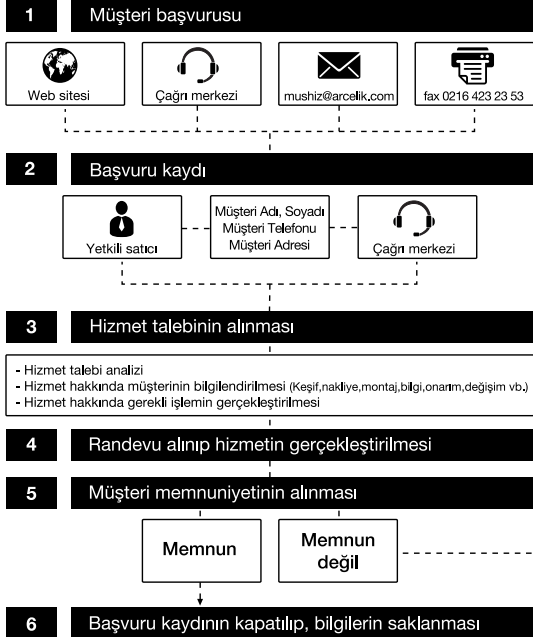 1 Müşteri başvurusu
Web sitesi
Çağrı merkezi
mushiz@arcelik.com
fax 0216 423 23 53
2 Başvuru kaydı
Yetkili satıcı
Müşteri Adı, Soyadı
Müşteri Telefonu
Müşteri Adresi
Çağrı merkezi
3 Hizmet talebinin alınması
- Hizmet talebi analizi
- Hizmet hakkında müşterinin bilgilendirilmesi (Keşif,nakliye,montaj,bilgi,onarım,değişim vb.)
- Hizmet hakkında gerekli işlemin gerçekleştirilmesi
4 Randevu alınıp hizmetin gerçekleştirilmesi
5 Müşteri memnuniyetinin alınması
Memnun
Memnun
değil
6 Başvuru kaydının kapatılıp, bilgilerin saklanması